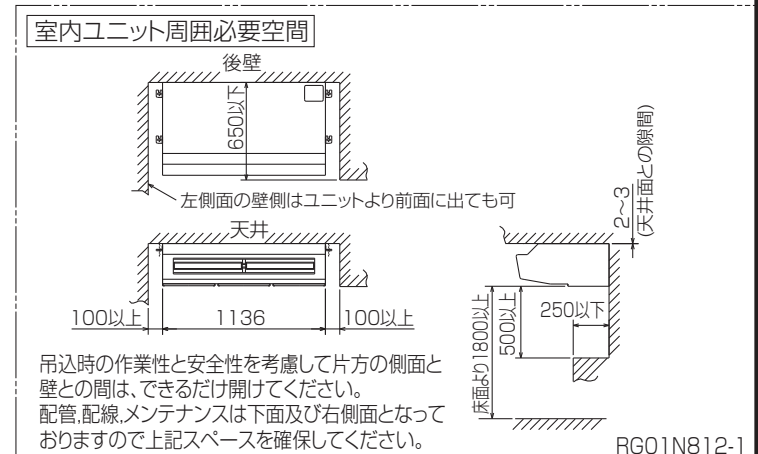 室内ユニット周囲必要空間
後壁
650以下
左側面の壁側はユニットより前面に出ても可
天井
100以上
1136
100以上
2～3
(天井面との隙間)
250以下
500以上
床面より1800以上
吊込時の作業性と安全性を考慮して片方の側面と
壁との間は、できるだけ開けてください。
配管,配線,メンテナンスは下面及び右側面となって
おりますので上記スペースを確保してください。
RG01N812-1